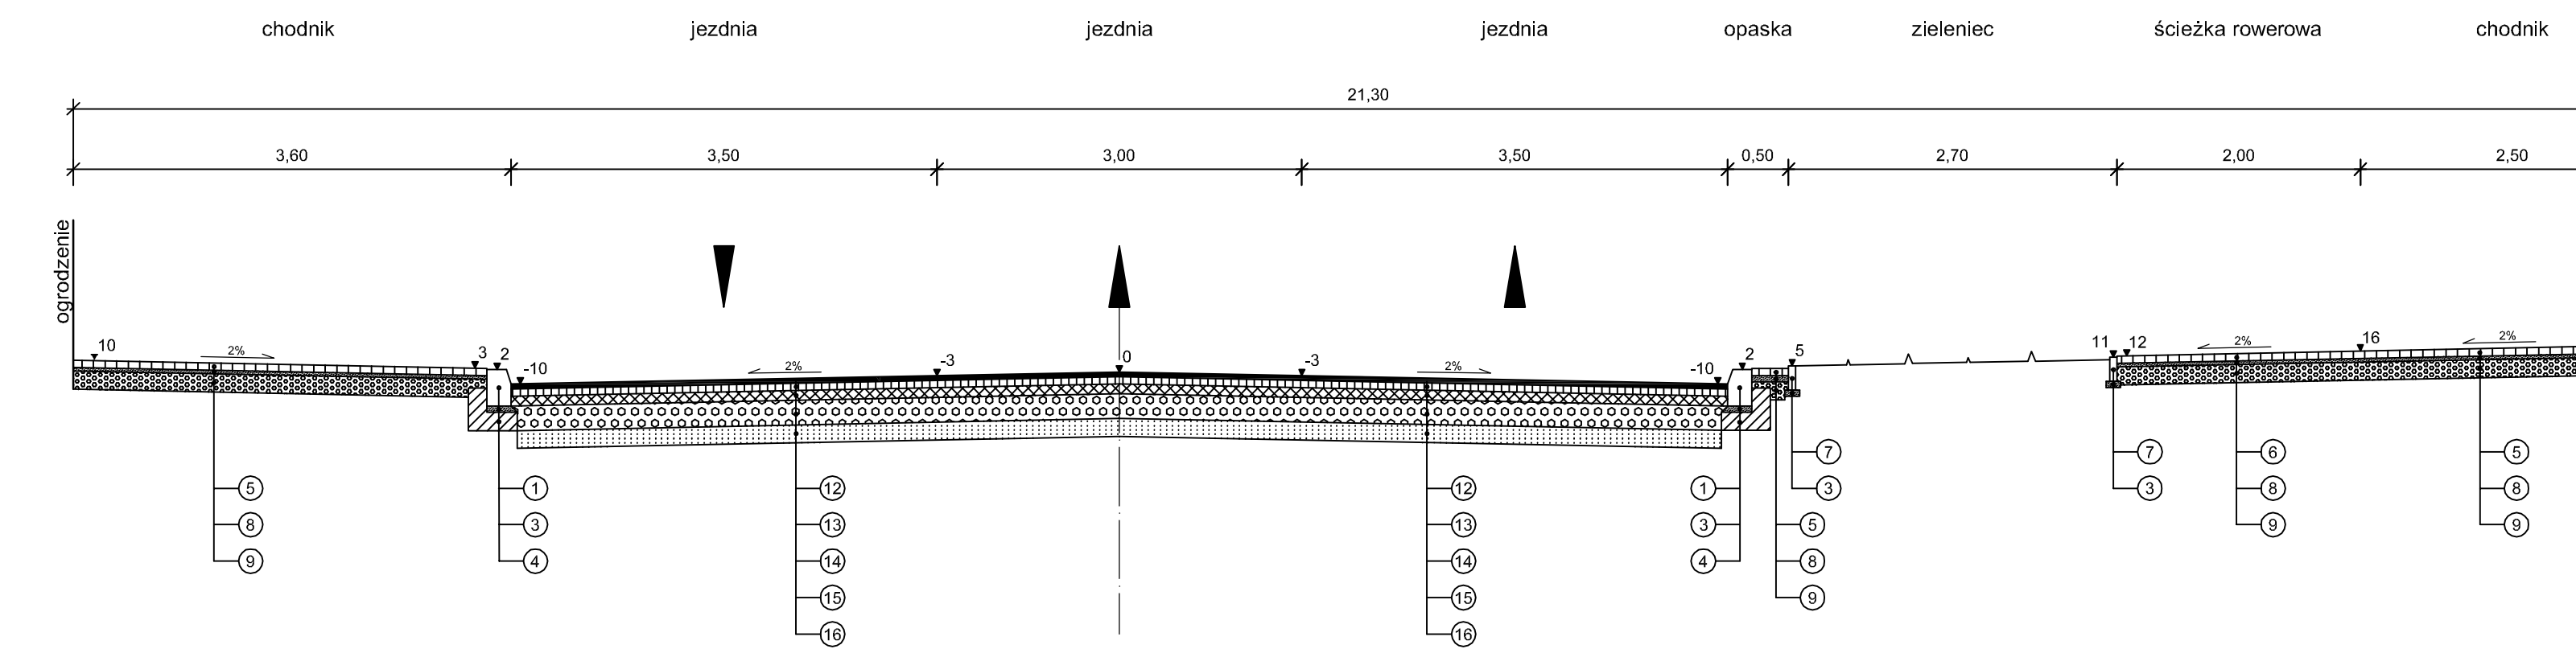 chodnik jezdnia jezdnia jezdnia opaska zieleniec ścieżka rowerowa chodnik
21,30
3,60 3,50 3,00 3,50 0,50 2,70 2,00 2,50
ogrodzenie
10 2% 3 2 -10 2% -3 0 -3 2% -10 2 5 11 12 2% 16 2%
7 7 6 5
5 1 12 12 1 3 3 8 8
8 3 13 13 3 5 9 9
9 4 14 14 4 8
15 15 9
16 16